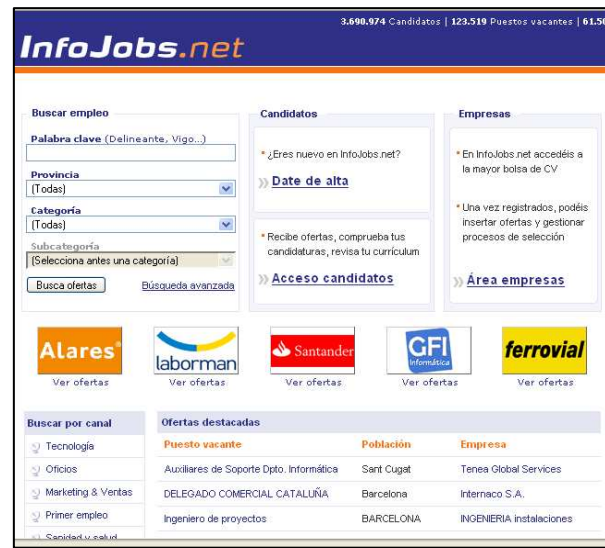 3.690.974 Candidatos | 123.519 Puestos vacantes | 61.50
InfoJobs.net
Buscar empleo
Palabra clave (Delineante, Vigo...)
Provincia
(Todas)
Categoría
(Todas)
Subcategoría
(Selecciona antes una categoría)
Busca ofertas Búsqueda avanzada
Candidatos
¿Eres nuevo en InfoJobs.net?
Date de alta
Recibe ofertas, comprueba tus
candidaturas, revisa tu currículum
Acceso candidatos
Empresas
En InfoJobs.net accedéis a
la mayor bolsa de CV
Una vez registrados, podéis
insertar ofertas y gestionar
procesos de selección
Área empresas
Alares
laborman
Santander
GFI
Informática
ferrovial
Ver ofertas Ver ofertas Ver ofertas Ver ofertas Ver ofertas
Buscar por canal
Tecnología
Oficios
Marketing & Ventas
Primer empleo
Sanidad y salud
Ofertas destacadas
Puesto vacante Población Empresa
Auxiliares de Soporte Dpto. Informática Sant Cugat Tenea Global Services
DELEGADO COMERCIAL CATALUÑA Barcelona Internaco S.A.
Ingeniero de proyectos BARCELONA INGENIERIA instalaciones